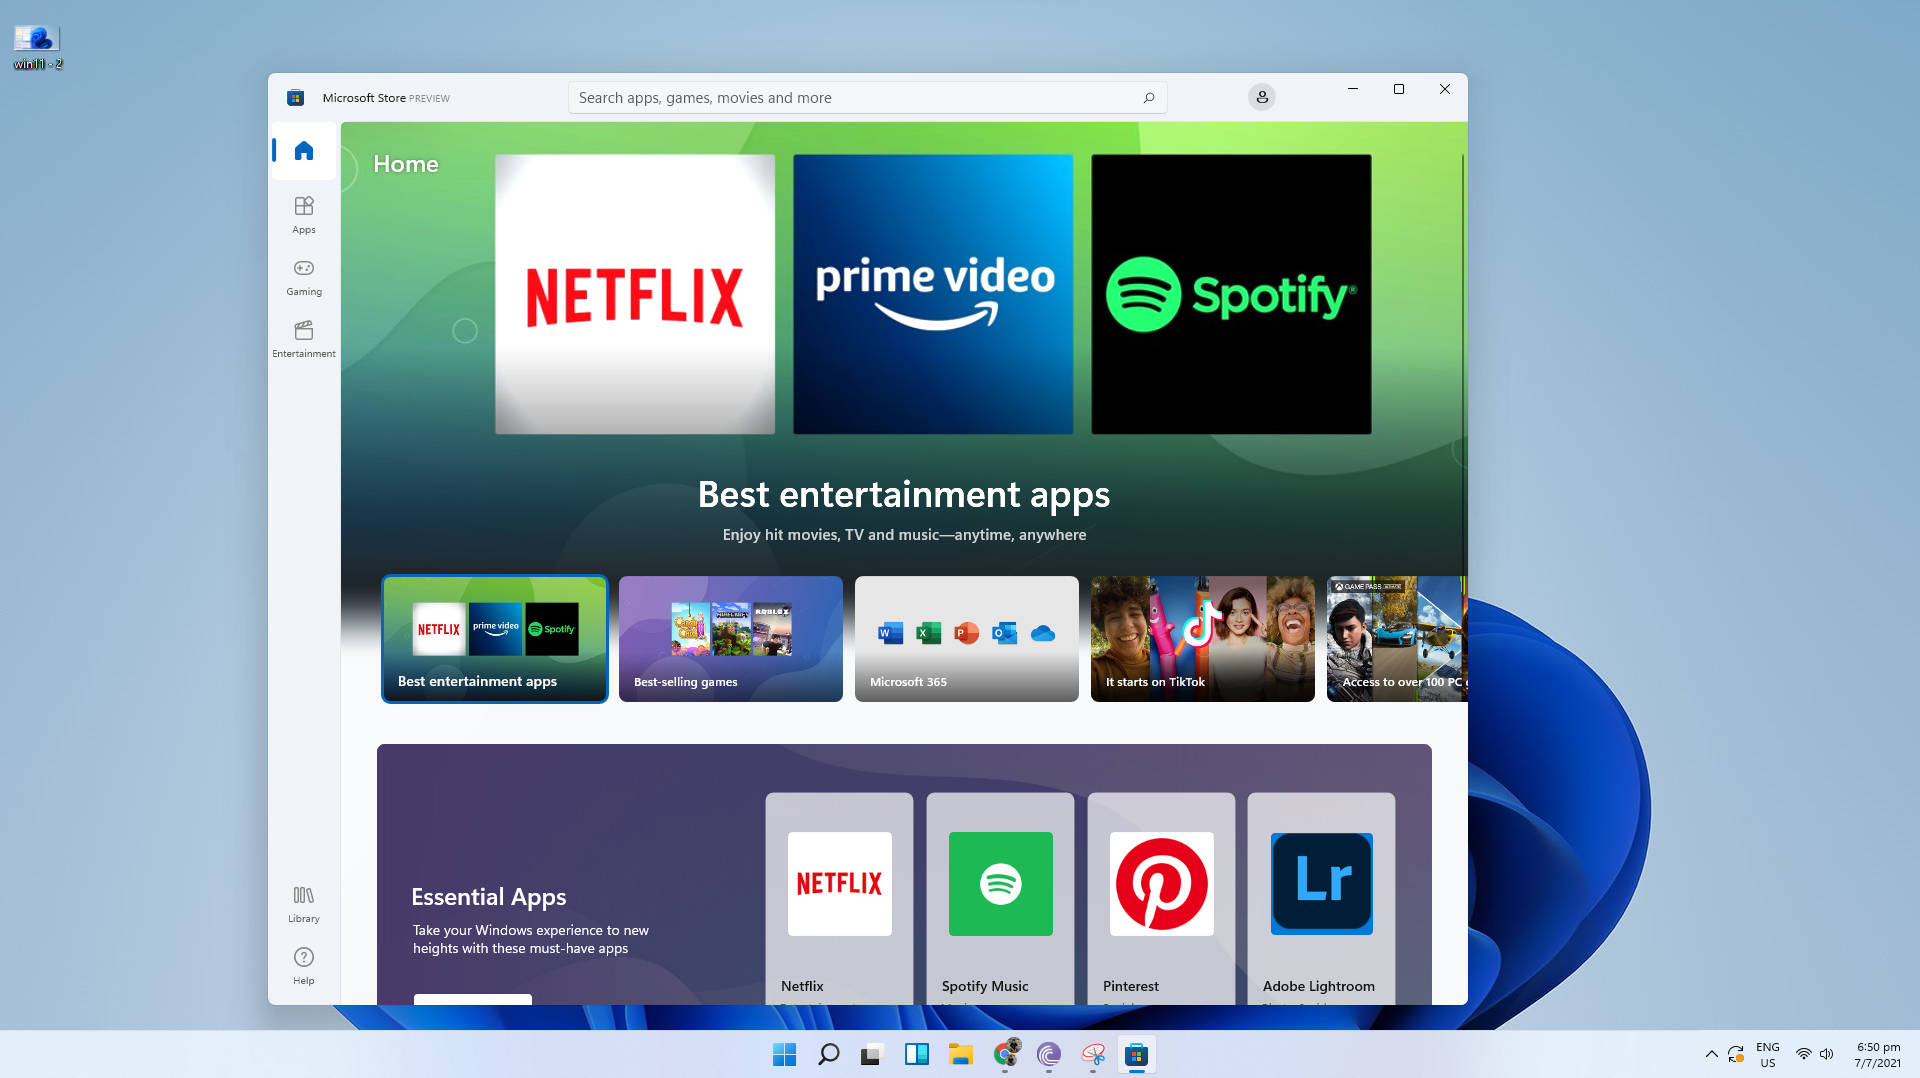 win11 - 2
Microsoft Store PREVIEW
Search apps, games, movies and more
Home
Apps
Gaming
Entertainment
NETFLIX
prime video
Spotify®
Best entertainment apps
Enjoy hit movies, TV and music—anytime, anywhere
NETFLIX
prime video
Spotify
Best entertainment apps
MINECRAFT
ROBLOX
Best-selling games
W
X
P
O
Microsoft 365
It starts on TikTok
GAME PASS
Access to over 100 PC g
Essential Apps
Take your Windows experience to new
heights with these must-have apps
NETFLIX
Netflix
Spotify Music
Pinterest
Lr
Adobe Lightroom
Library
Help
ENG
US
6:50 pm
7/7/2021